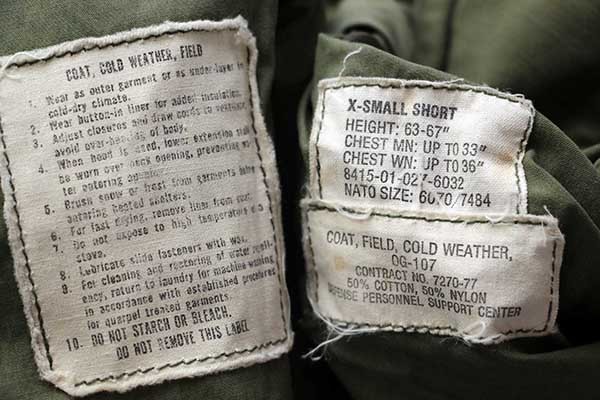 COAT, COLD WEATHER, FIELD
1. Wear as outer garment or as under-layer in
cold-dry climate.
2. Wear button-in liner for added insulation.
3. Adjust closures and draw cords to
avoid over- of body.
4. When hood is used, lower extension
be worn over neck opening, preventing
ter entering
5. Brush snow or frost from garments before
entering heated shelters.
6. For fast drying, remove liner from coat.
7. Do not expose to high temperature of a
stove.
8. Lubricate slide fasteners with wax.
9. For cleaning and restoring of water repell-
ency, return to laundry for machine washing
in accordance with established procedures
for quarpel treated garments.
10. DO NOT STARCH OR BLEACH.
DO NOT REMOVE THIS LABEL
X-SMALL SHORT
HEIGHT: 63-67"
CHEST MN: UP TO 33"
CHEST WN: UP TO 36"
8415-01-027-6032
NATO SIZE: 6070/7484
COAT, FIELD, COLD WEATHER,
OG-107
CONTRACT NO. 7270-77
50% COTTON, 50% NYLON
DEFENSE PERSONNEL SUPPORT CENTER